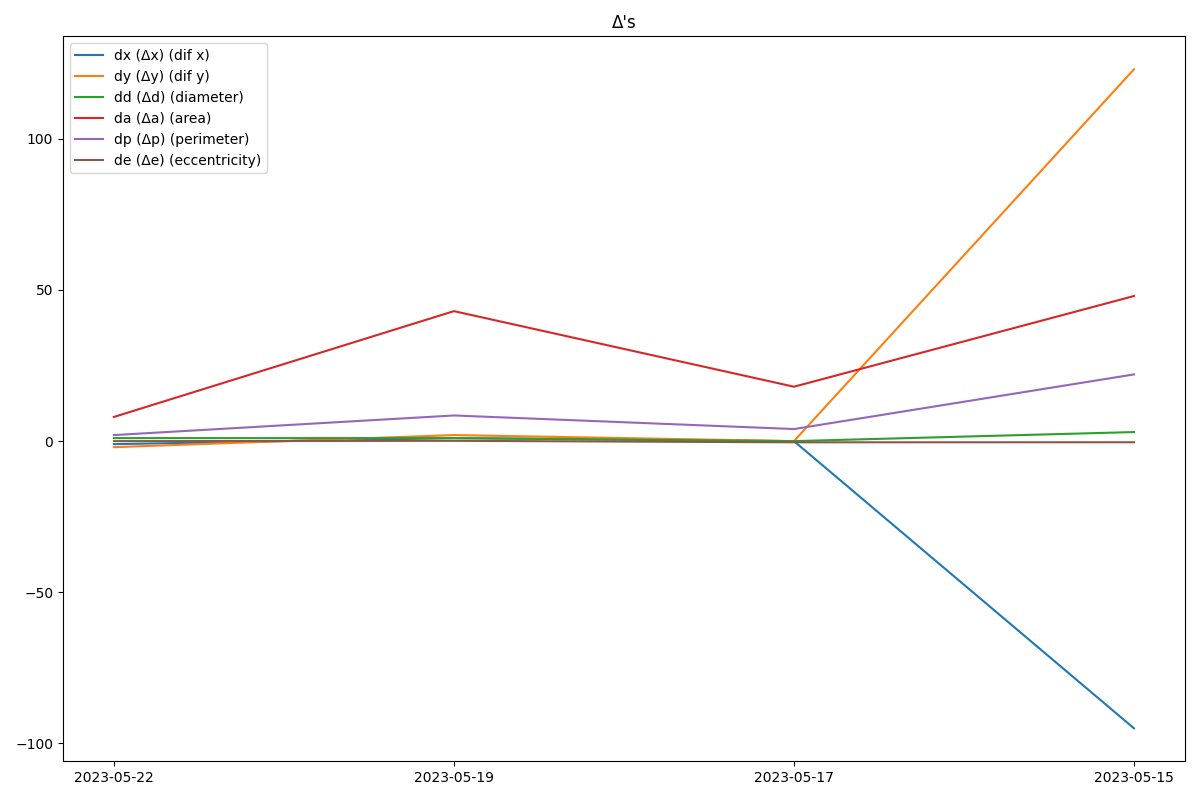 Δ's
dx (Δx) (dif x)
dy (Δy) (dif y)
dd (Δd) (diameter)
da (Δa) (area)
dp (Δp) (perimeter)
de (Δe) (eccentricity)
100
50
0
−50
−100
2023-05-22 2023-05-19 2023-05-17 2023-05-15